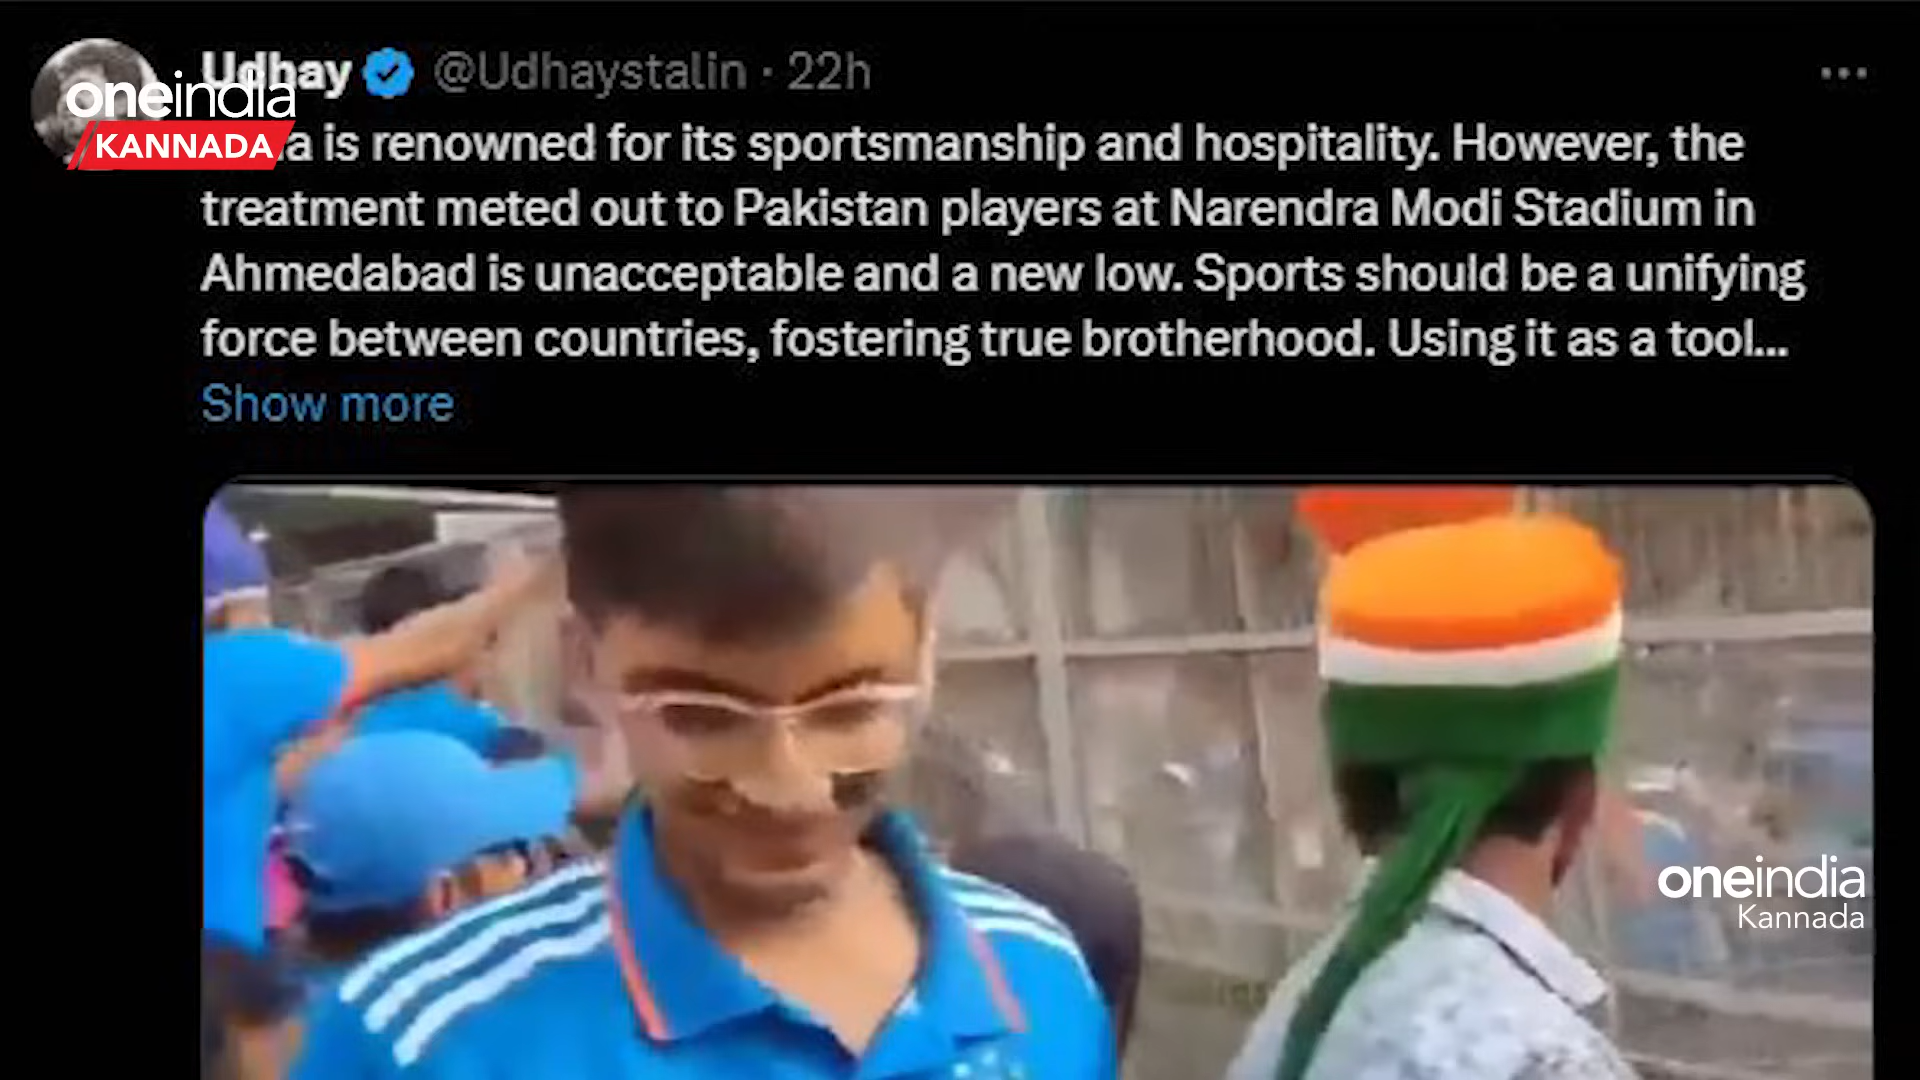 Udhay @Udhaystalin · 22h
oneindia
KANNADA
is renowned for its sportsmanship and hospitality. However, the
treatment meted out to Pakistan players at Narendra Modi Stadium in
Ahmedabad is unacceptable and a new low. Sports should be a unifying
force between countries, fostering true brotherhood. Using it as a tool...
Show more
oneindia
Kannada